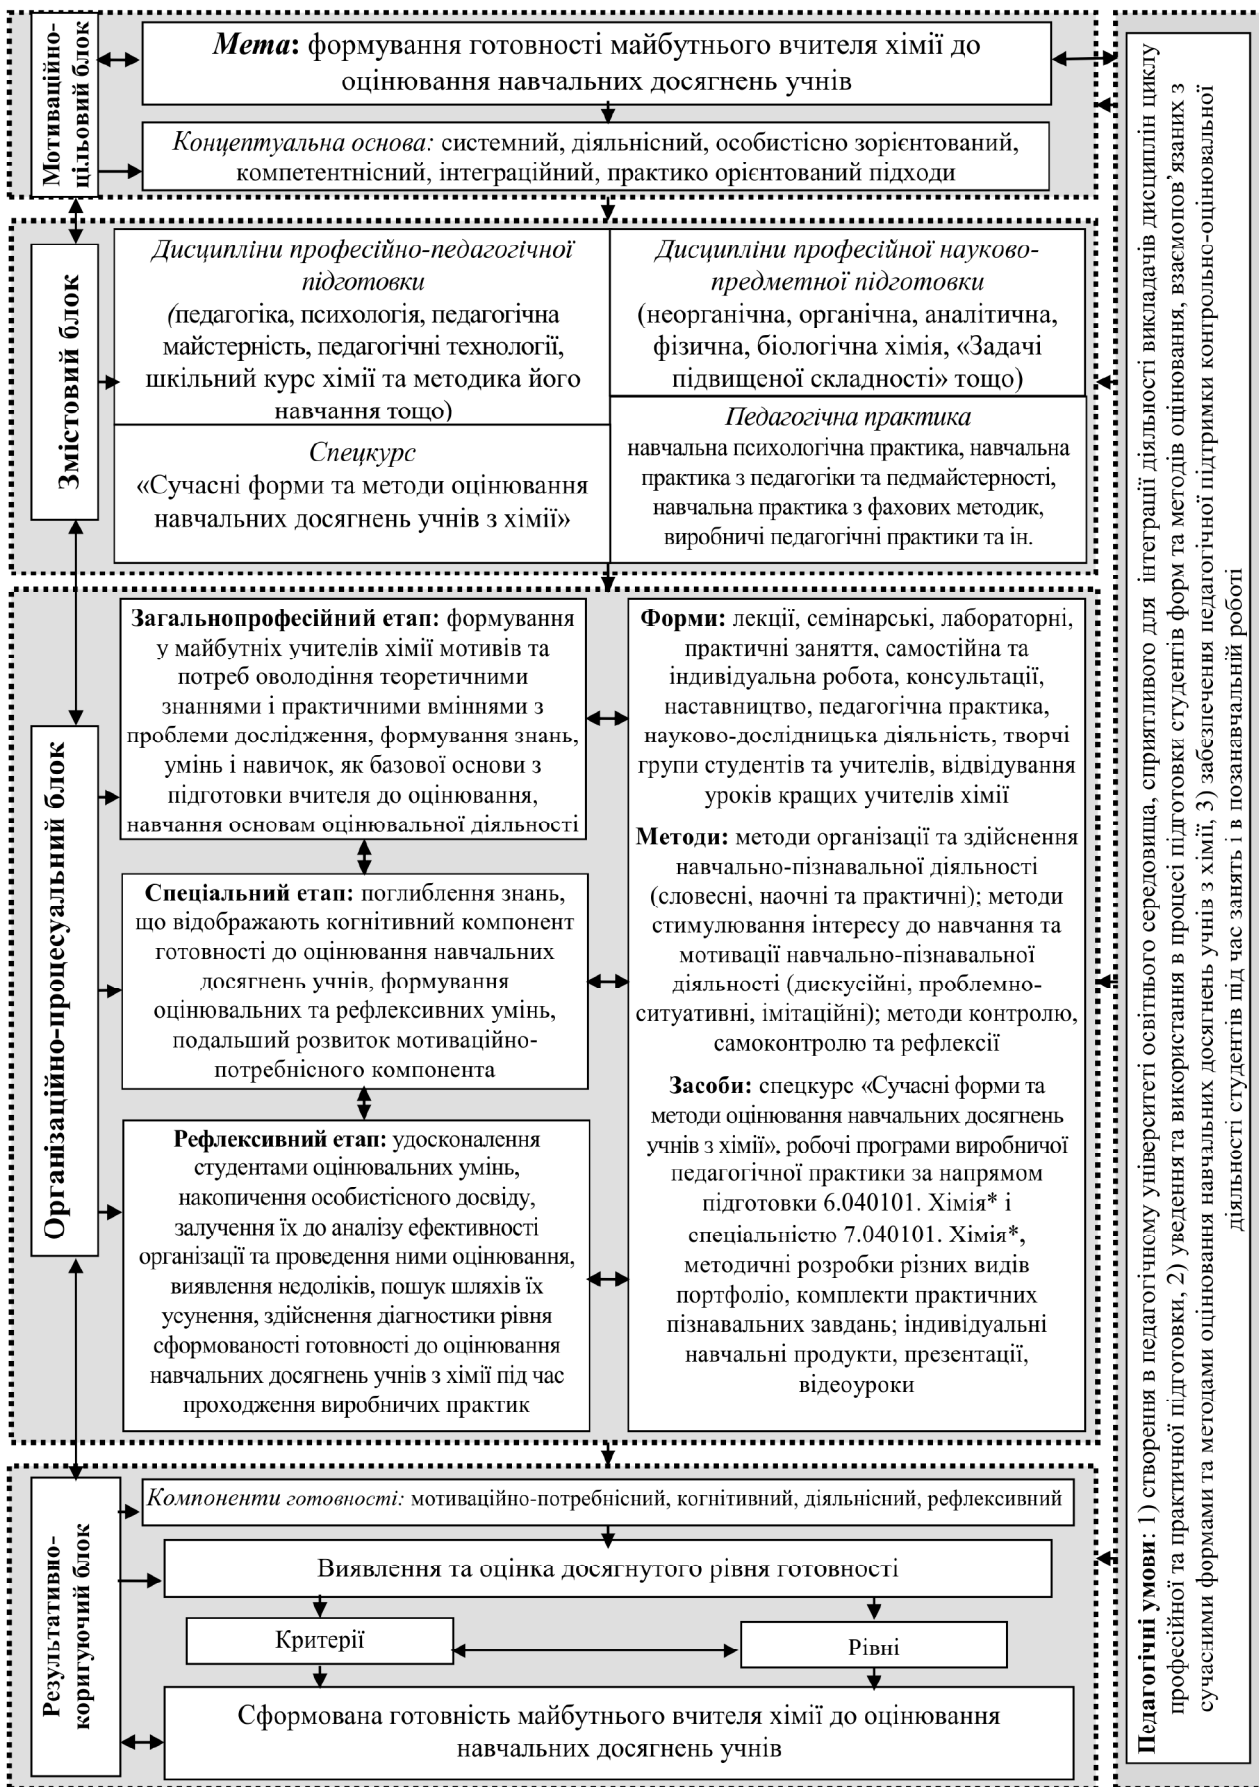 Мотиваційно-
цільовий блок
Мета: формування готовності майбутнього вчителя хімії до
оцінювання навчальних досягнень учнів
Концептуальна основа: системний, діяльнісний, особистісно зорієнтований,
компетентнісний, інтеграційний, практико орієнтований підходи
Змістовий блок
Дисципліни професійно-педагогічної
підготовки
(педагогіка, психологія, педагогічна
майстерність, педагогічні технології,
шкільний курс хімії та методика його
навчання тощо)
Дисципліни професійної науково-
предметної підготовки
(неорганічна, органічна, аналітична,
фізична, біологічна хімія, «Задачі
підвищеної складності» тощо)
Спецкурс
«Сучасні форми та методи оцінювання
навчальних досягнень учнів з хімії»
Педагогічна практика
навчальна психологічна практика, навчальна
практика з педагогіки та педмайстерності,
навчальна практика з фахових методик,
виробничі педагогічні практики та ін.
Організаційно-процесуальний блок
Загальнопрофесійний етап: формування
у майбутніх учителів хімії мотивів та
потреб оволодіння теоретичними
знаннями і практичними вміннями з
проблеми дослідження, формування знань,
умінь і навичок, як базової основи з
підготовки вчителя до оцінювання,
навчання основам оцінювальної діяльності
Спеціальний етап: поглиблення знань,
що відображають когнітивний компонент
готовності до оцінювання навчальних
досягнень учнів, формування
оцінювальних та рефлексивних умінь,
подальший розвиток мотиваційно-
потребнісного компонента
Рефлексивний етап: удосконалення
студентами оцінювальних умінь,
накопичення особистісного досвіду,
залучення їх до аналізу ефективності
організації та проведення ними оцінювання,
виявлення недоліків, пошук шляхів їх
усунення, здійснення діагностики рівня
сформованості готовності до оцінювання
навчальних досягнень учнів з хімії під час
проходження виробничих практик
Форми: лекції, семінарські, лабораторні,
практичні заняття, самостійна та
індивідуальна робота, консультації,
наставництво, педагогічна практика,
науково-дослідницька діяльність, творчі
групи студентів та учителів, відвідування
уроків кращих учителів хімії
Методи: методи організації та здійснення
навчально-пізнавальної діяльності
(словесні, наочні та практичні); методи
стимулювання інтересу до навчання та
мотивації навчально-пізнавальної
діяльності (дискусійні, проблемно-
ситуативні, імітаційні); методи контролю,
самоконтролю та рефлексії
Засоби: спецкурс «Сучасні форми та
методи оцінювання навчальних досягнень
учнів з хімії», робочі програми виробничої
педагогічної практики за напрямом
підготовки 6.040101. Хімія* і
спеціальністю 7.040101. Хімія*,
методичні розробки різних видів
портфоліо, комплекти практичних
пізнавальних завдань; індивідуальні
навчальні продукти, презентації,
відеоуроки
Результативно-
коригуючий блок
Компоненти готовності: мотиваційно-потребнісний, когнітивний, діяльнісний, рефлексивний
Виявлення та оцінка досягнутого рівня готовності
Критерії
Рівні
Сформована готовність майбутнього вчителя хімії до оцінювання
навчальних досягнень учнів
Педагогічні умови: 1) створення в педагогічному університеті освітнього середовища, сприятливого для інтеграції діяльності викладачів дисциплін циклу
професійної та практичної підготовки, 2) уведення та використання в процесі підготовки студентів форм та методів оцінювання, взаємопов’язаних з
сучасними формами та методами оцінювання навчальних досягнень учнів з хімії, 3) забезпечення педагогічної підтримки контрольно-оцінювальної
діяльності студентів під час занять і в позанавчальній роботі